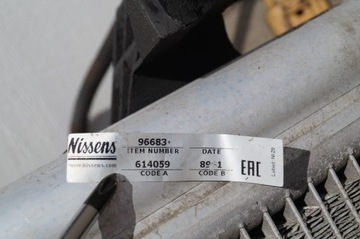 Nissens
www.nissens.com
96683
ITEM NUMBER
DATE
614059
CODE A
CODE B
EAC